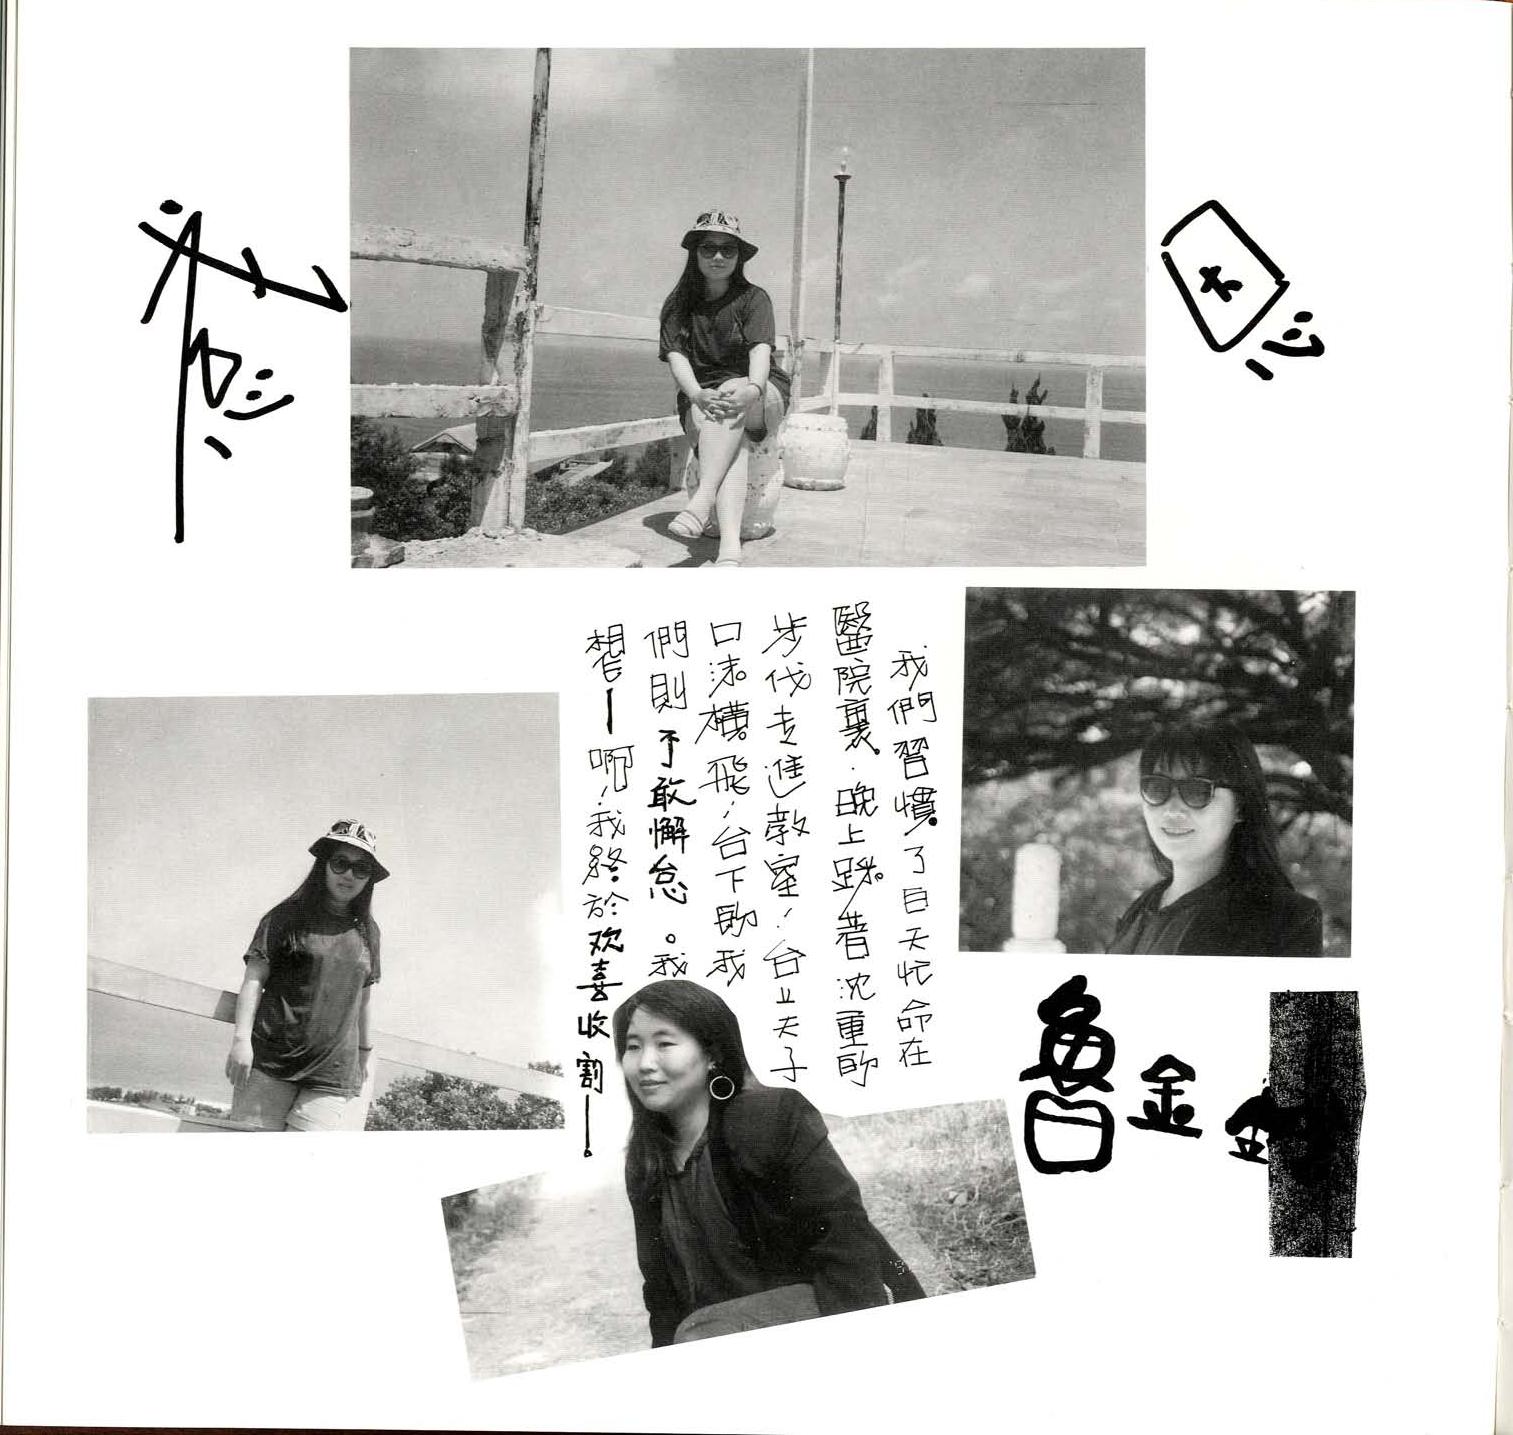 恩
我們習慣了白天忙命在
醫院裏,晚上踩著沈重的
步伐走進教室!台上夫子
口沫橫飛,台下的我
們則不敢懈怠。我
想—啊!我終於欢喜收割—。
魯金